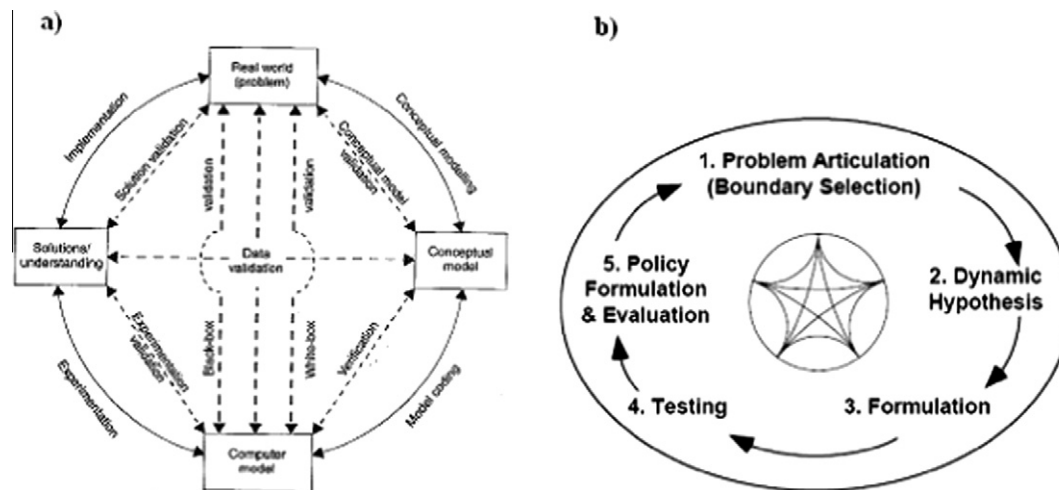 a)
Real world
(problem)
Implementation
Solution validation
validation
validation
Conceptual model
validation
Conceptual modelling
Solutions/
understanding
Data
validation
Conceptual
model
Experimentation
Experimentation
validation
Black-box
White-box
Verification
Model coding
Computer
model
b)
1. Problem Articulation
(Boundary Selection)
2. Dynamic
Hypothesis
3. Formulation
4. Testing
5. Policy
Formulation
& Evaluation